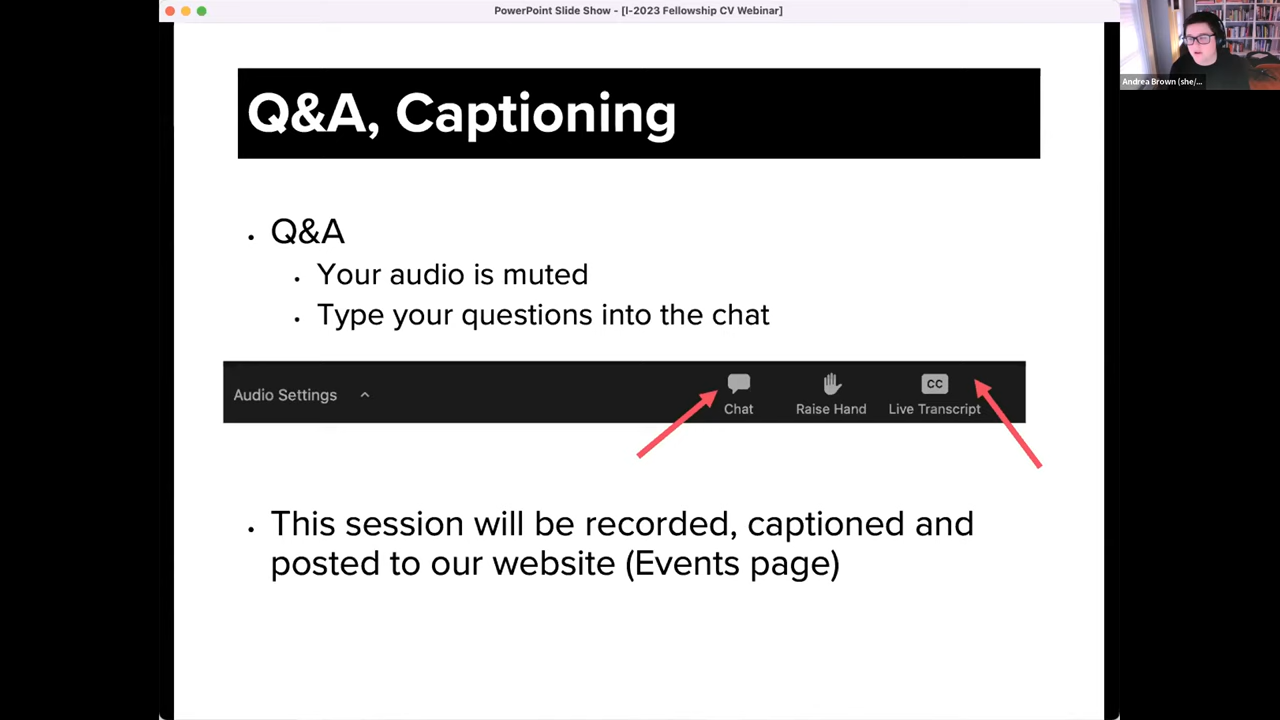 PowerPoint Slide Show - [I-2023 Fellowship CV Webinar]
Andrea Brown (she/...
Q&A, Captioning
• Q&A
• Your audio is muted
• Type your questions into the chat
Audio Settings
Chat
Raise Hand
CC
Live Transcript
• This session will be recorded, captioned and
posted to our website (Events page)